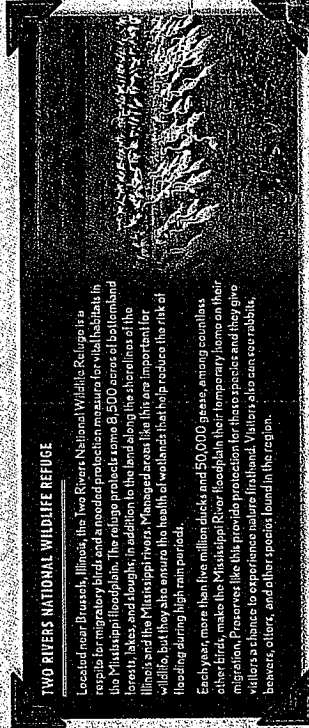 TWO RIVERS NATIONAL WILDLIFE REFUGE
Located near Brussels, Illinois, the Two Rivers National Wildlife Refuge is a
respite for migratory birds and a needed protection measure for vital habitats in
the Mississippi floodplain. The refuge protects some 8,500 acres of bottomland
forests, lakes, and sloughs, in addition to the land along the shorelines of the
Illinois and the Mississippi rivers. Managed areas like this are important for
wildlife, but they also ensure the health of wetlands that help reduce the risk of
flooding during high rain periods.
Each year, more than five million ducks and 50,000 geese, among countless
other birds, make the Mississippi River floodplain their temporary home on their
migration. Preserves like this provide protection for these species and they give
visitors a chance to experience nature firsthand. Visitors also can see rabbits,
beavers, otters, and other species found in the region.